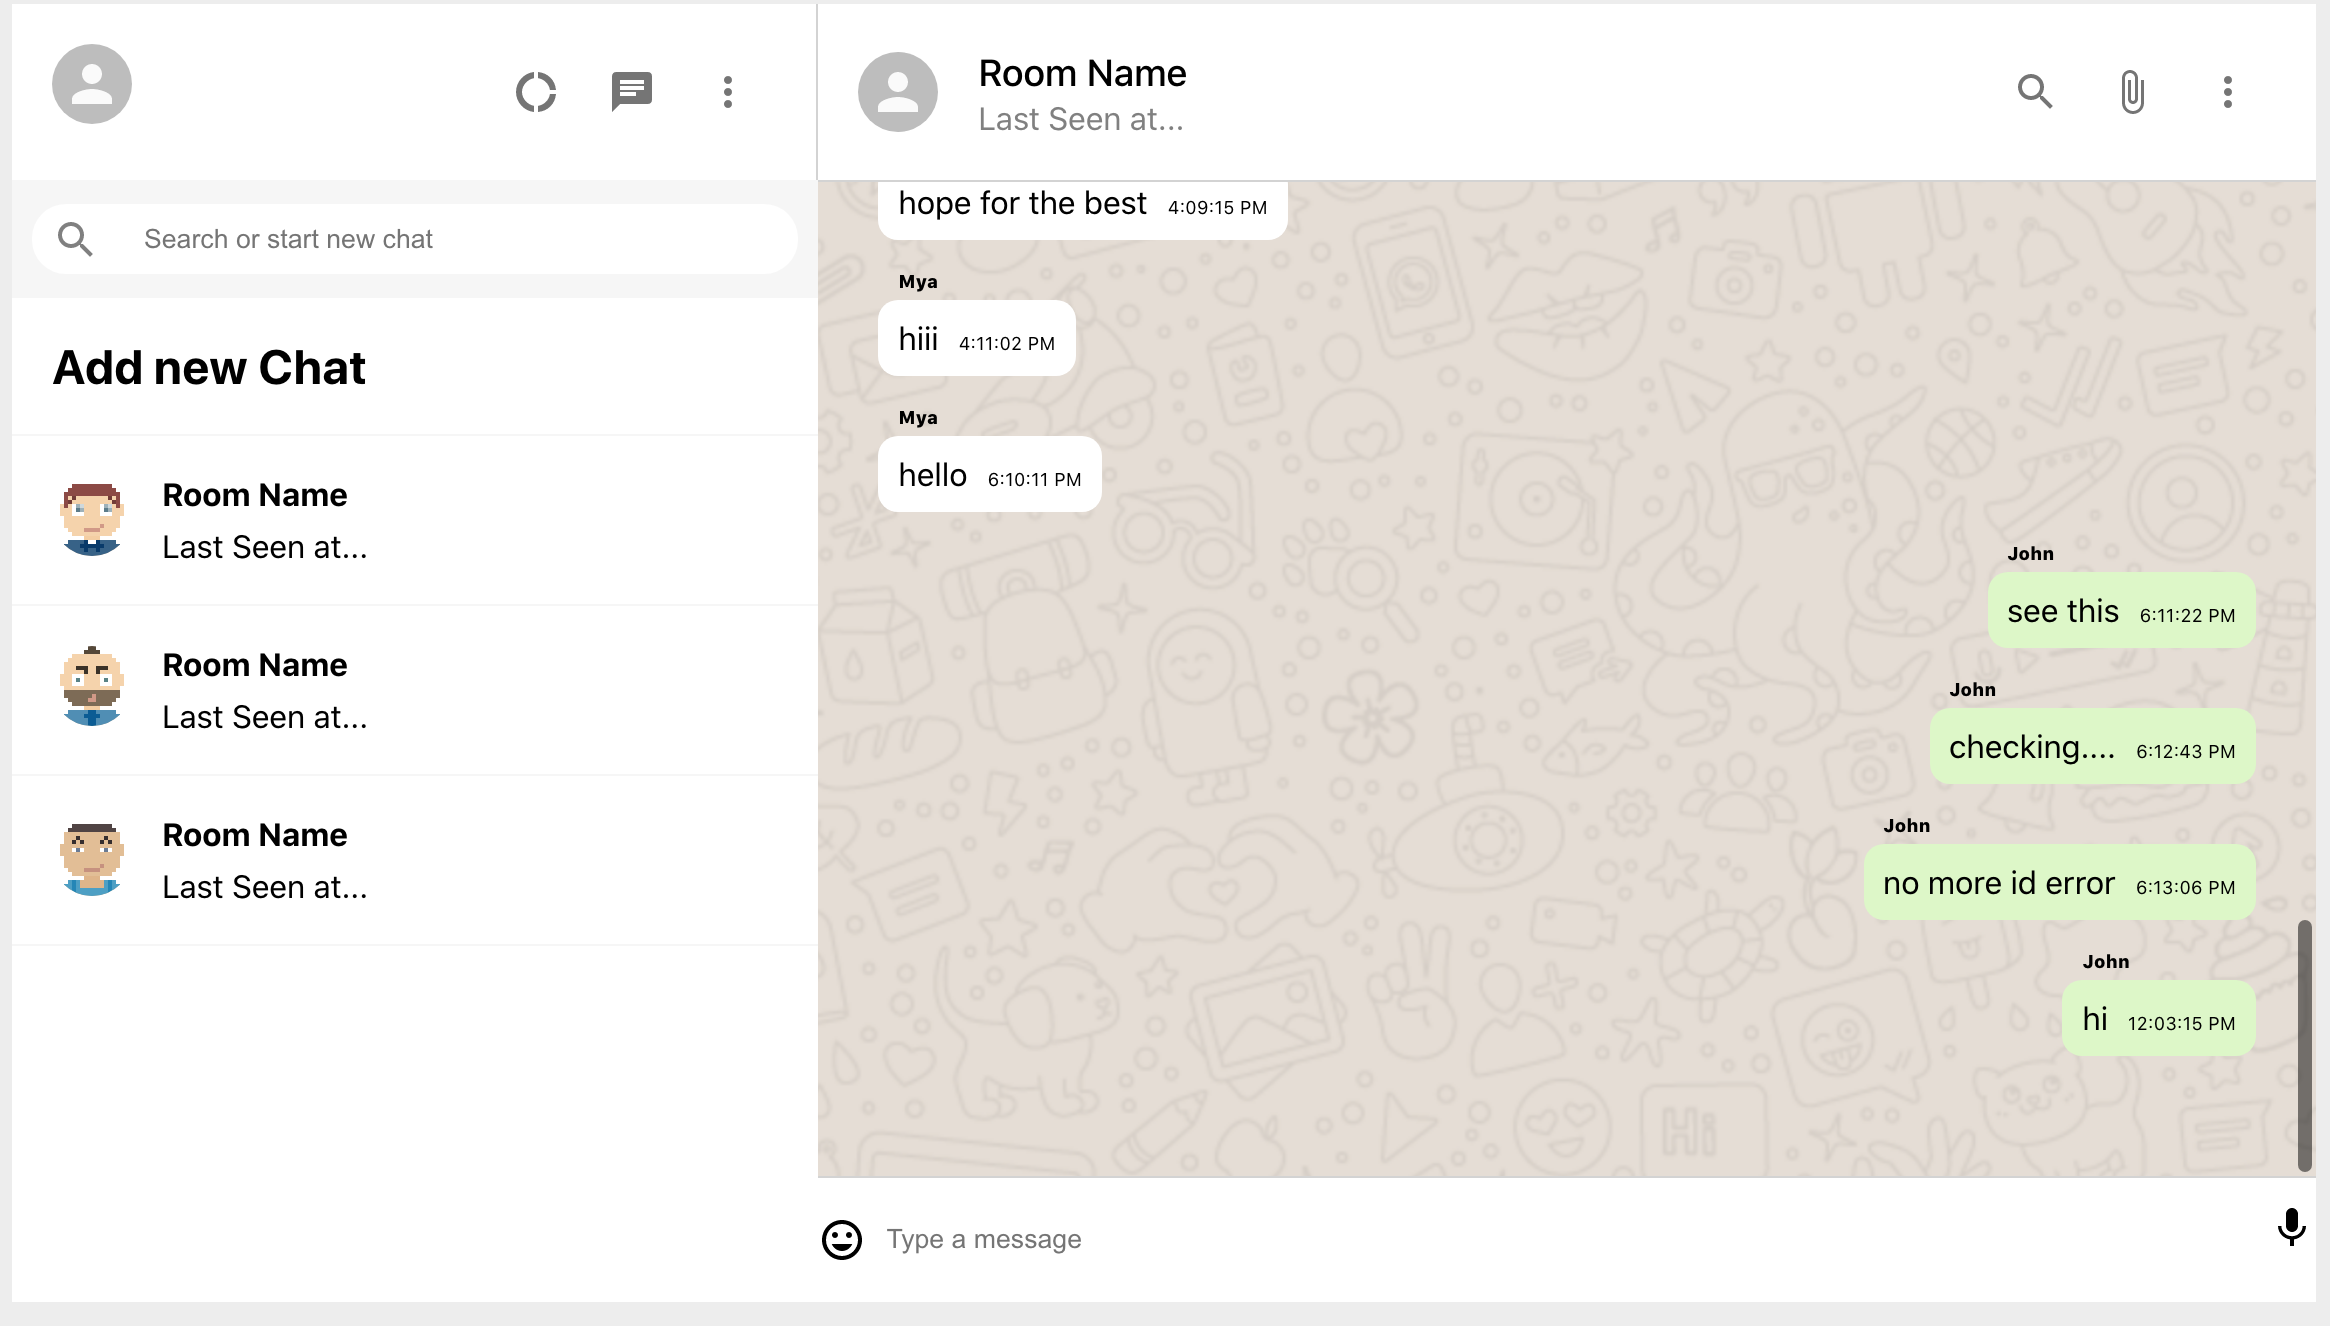 Room Name
Last Seen at...
Search or start new chat
Add new Chat
Room Name
Last Seen at...
Room Name
Last Seen at...
Room Name
Last Seen at...
hope for the best 4:09:15 PM
Mya
hiii 4:11:02 PM
Mya
hello 6:10:11 PM
John
see this 6:11:22 PM
John
checking.... 6:12:43 PM
John
no more id error 6:13:06 PM
John
hi 12:03:15 PM
Hi
Type a message